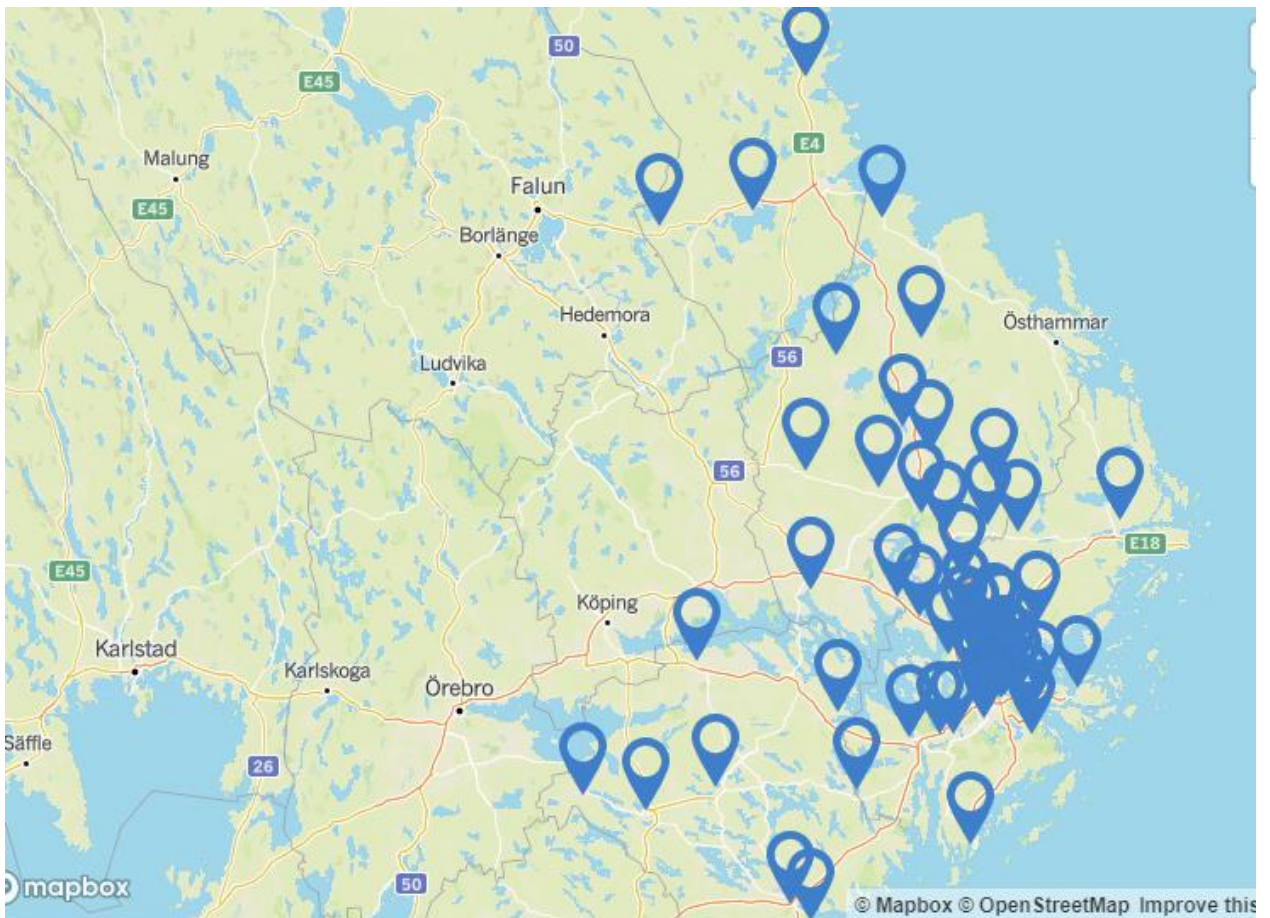 50
E45
E4
Malung
Falun
E45
Borlänge
Hedemora
Östhammar
56
Ludvika
56
E18
E45
Köping
Karlstad
Karlskoga
Örebro
Säffle
26
50
mapbox
© Mapbox © OpenStreetMap Improve this